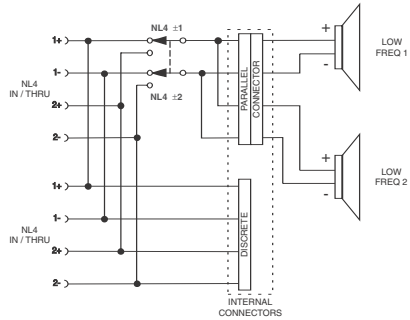 NL4 ±1
1+
1-
NL4
IN / THRU
2+
2-
NL4 ±2
PARALLEL
CONNECTOR
+
-
LOW
FREQ 1
+
-
LOW
FREQ 2
1+
1-
NL4
IN / THRU
2+
2-
DISCRETE
INTERNAL
CONNECTORS